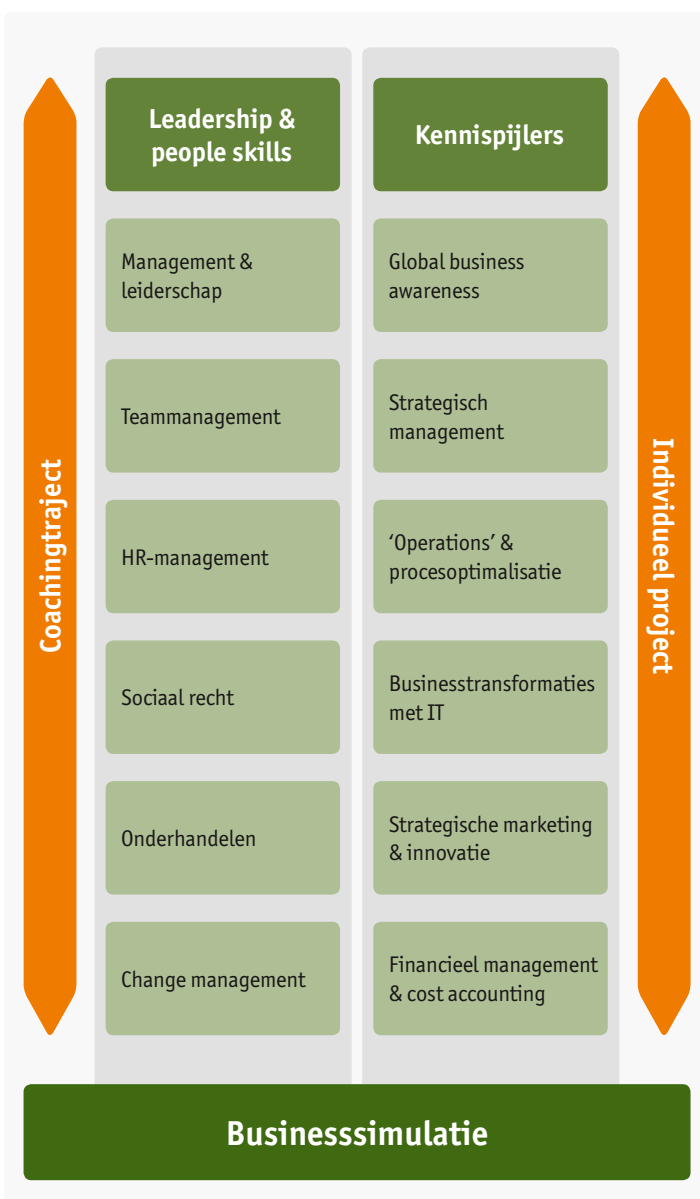 Coachingtraject
Leadership &
people skills
Management &
leiderschap
Teammanagement
HR-management
Sociaal recht
Onderhandelen
Change management
Kennispijlers
Global business
awareness
Strategisch
management
‘Operations’ &
procesoptimalisatie
Businesstransformaties
met IT
Strategische marketing
& innovatie
Financieel management
& cost accounting
Individueel project
Businesssimulatie